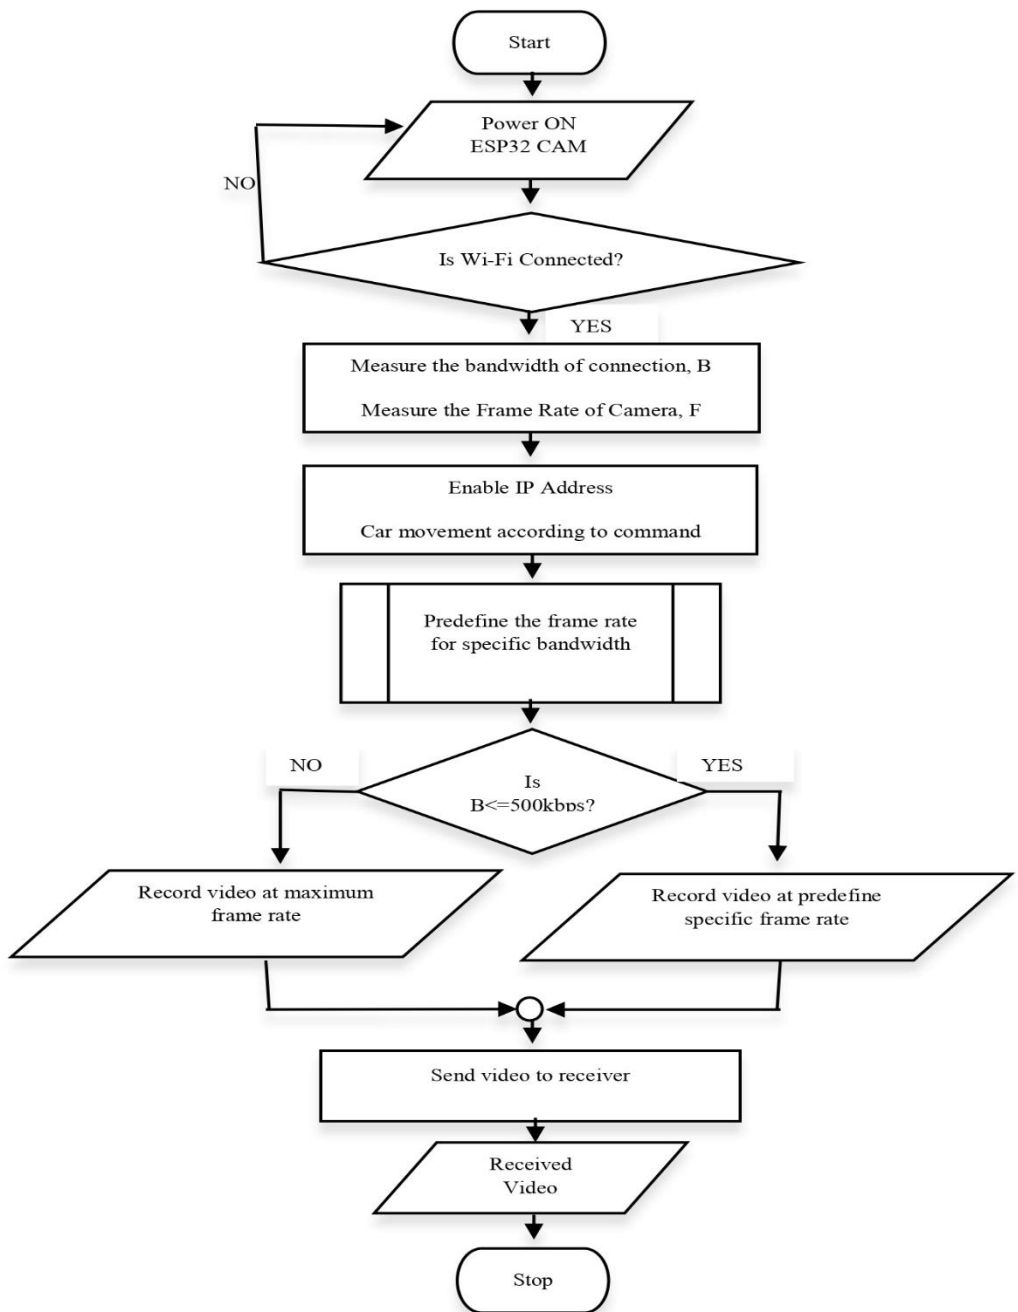 Start
Power ON
ESP32 CAM
NO
Is Wi-Fi Connected?
YES
Measure the bandwidth of connection, B
Measure the Frame Rate of Camera, F
Enable IP Address
Car movement according to command
Predefine the frame rate
for specific bandwidth
NO
YES
Is
B<=500kbps?
Record video at maximum
frame rate
Record video at predefine
specific frame rate
Send video to receiver
Received
Video
Stop